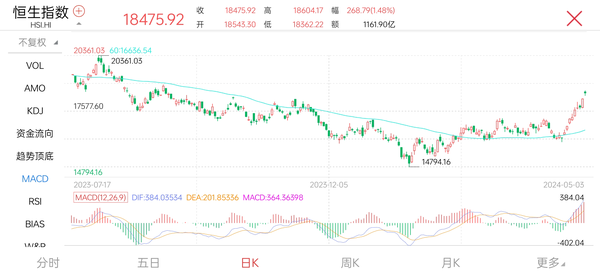 恒生指数
HSI.HI
18475.92
收 18475.92 高 18604.17 幅 268.79(1.48%)
开 18543.30 低 18362.22 额 1161.90亿
不复权
VOL
AMO
KDJ
资金流向
趋势顶底
MACD
RSI
BIAS
W&R
20361.03 60:16636.54
20361.03
17577.60
14794.16
14794.16
2023-07-17 2023-12-05 2024-05-03
MACD(12,26,9) DIF:384.03534 DEA:201.85336 MACD:364.36398
384.04
-402.04
分时 五日 日K 周K 月K 更多